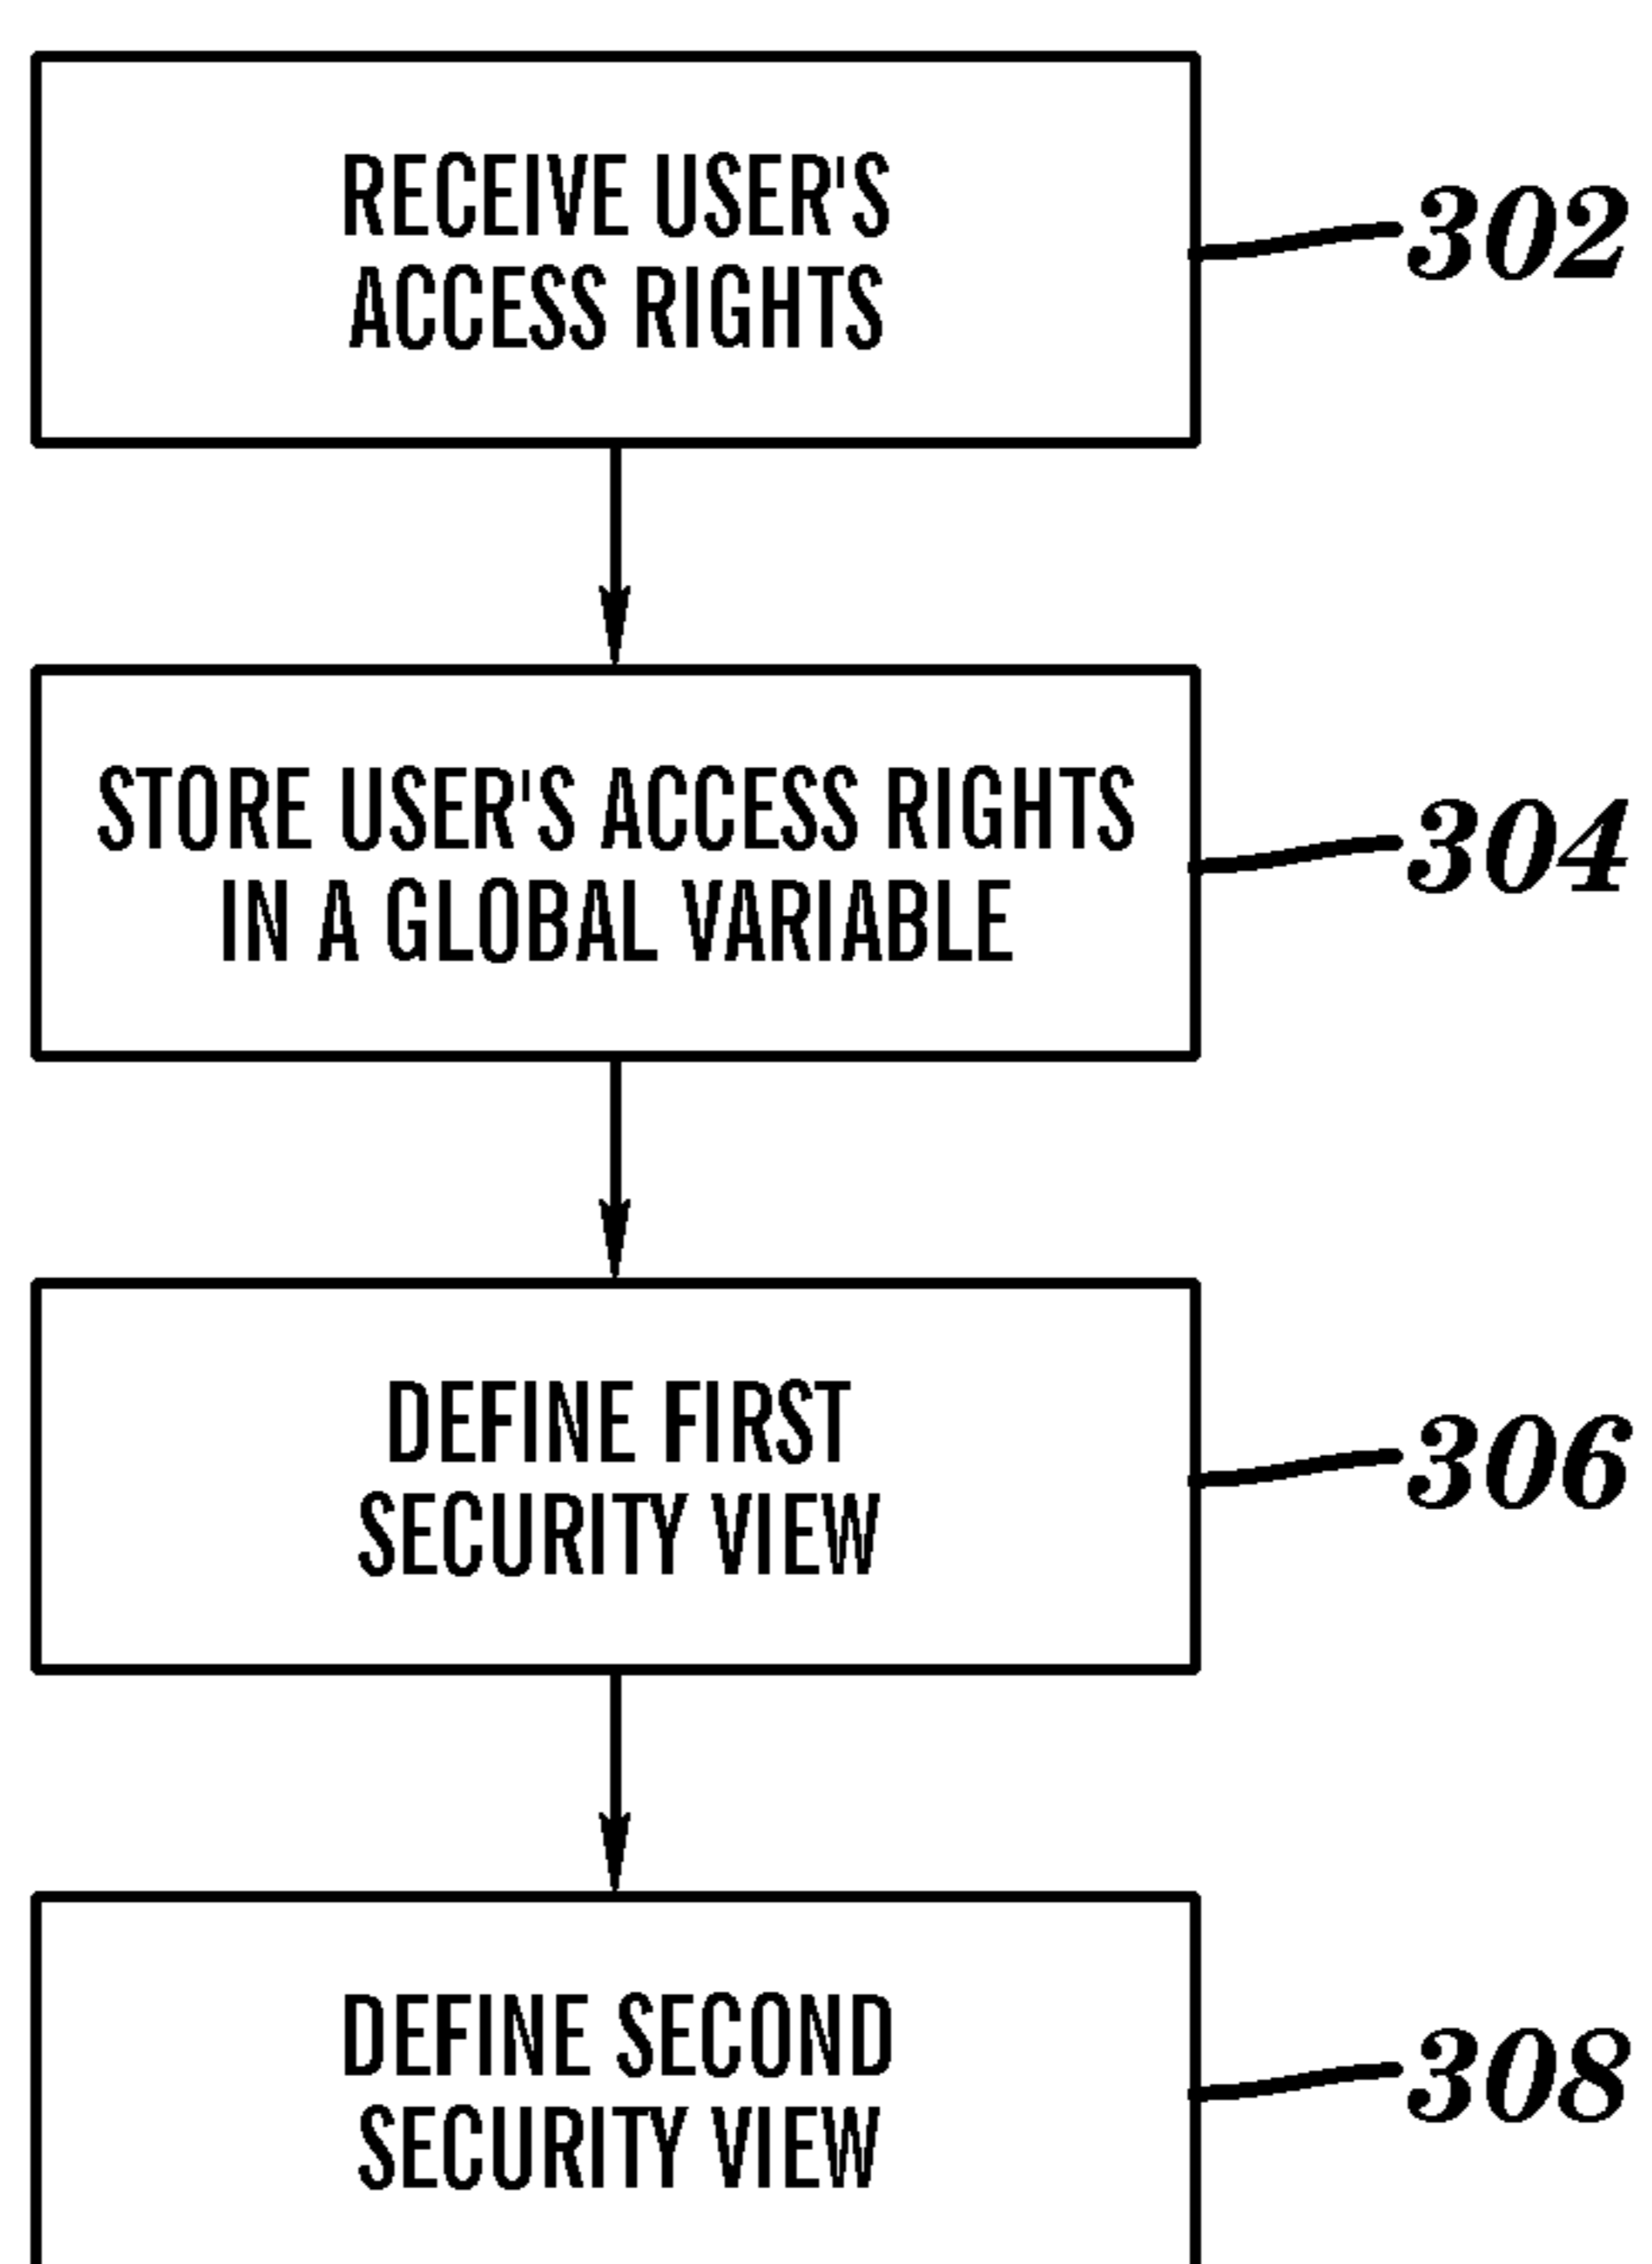 RECEIVE USER'S
ACCESS RIGHTS
302
STORE USER'S ACCESS RIGHTS
IN A GLOBAL VARIABLE
304
DEFINE FIRST
SECURITY VIEW
306
DEFINE SECOND
SECURITY VIEW
308